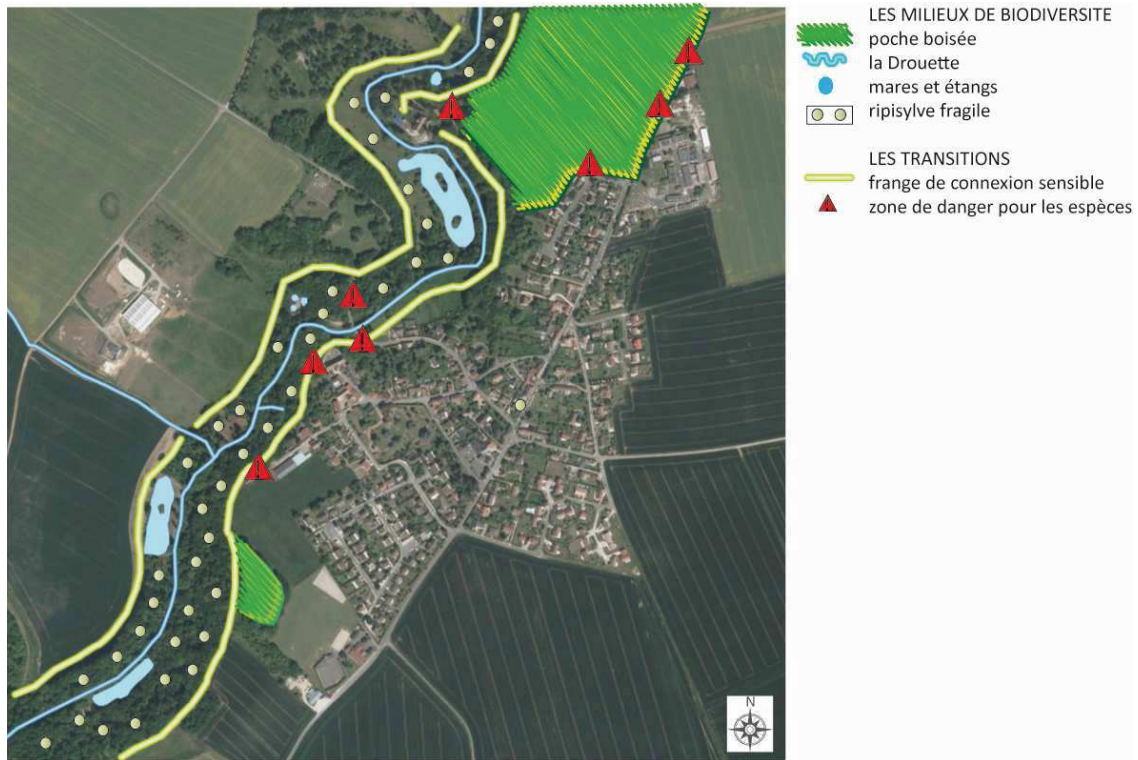 LES MILIEUX DE BIODIVERSITE
poche boisée
la Drouette
mares et étangs
ripisylve fragile
LES TRANSITIONS
frange de connexion sensible
zone de danger pour les espèces
N